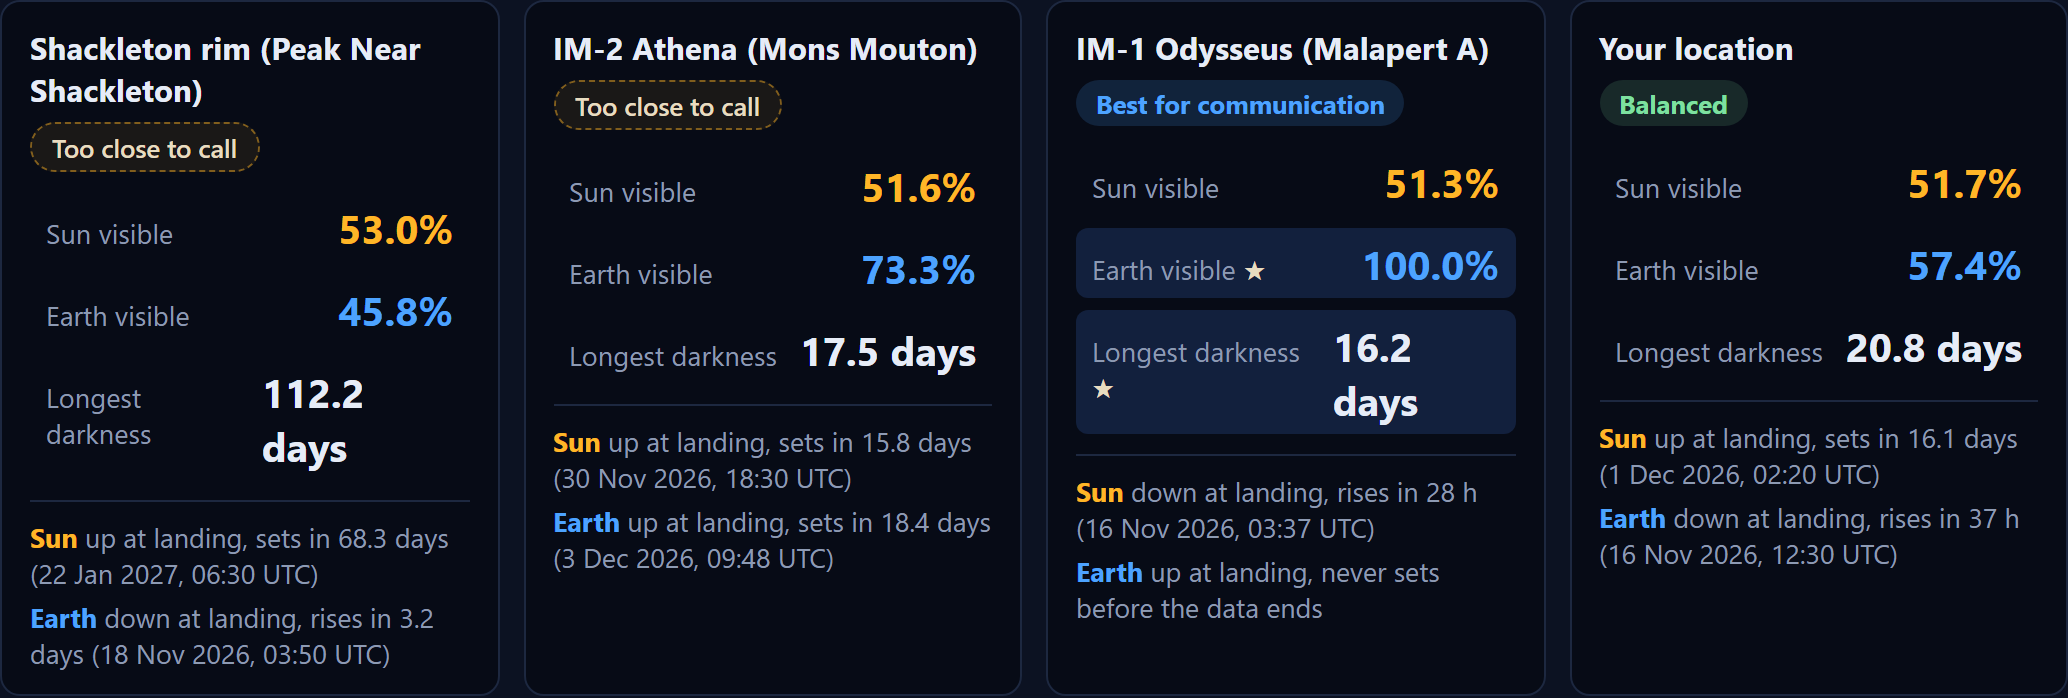 Shackleton rim (Peak Near
Shackleton)
Too close to call
Sun visible 53.0%
Earth visible 45.8%
Longest darkness 112.2 days
Sun up at landing, sets in 68.3 days
(22 Jan 2027, 06:30 UTC)
Earth down at landing, rises in 3.2
days (18 Nov 2026, 03:50 UTC)
IM-2 Athena (Mons Mouton)
Too close to call
Sun visible 51.6%
Earth visible 73.3%
Longest darkness 17.5 days
Sun up at landing, sets in 15.8 days
(30 Nov 2026, 18:30 UTC)
Earth up at landing, sets in 18.4 days
(3 Dec 2026, 09:48 UTC)
IM-1 Odysseus (Malapert A)
Best for communication
Sun visible 51.3%
Earth visible ★ 100.0%
Longest darkness ★ 16.2 days
Sun down at landing, rises in 28 h
(16 Nov 2026, 03:37 UTC)
Earth up at landing, never sets
before the data ends
Your location
Balanced
Sun visible 51.7%
Earth visible 57.4%
Longest darkness 20.8 days
Sun up at landing, sets in 16.1 days
(1 Dec 2026, 02:20 UTC)
Earth down at landing, rises in 37 h
(16 Nov 2026, 12:30 UTC)